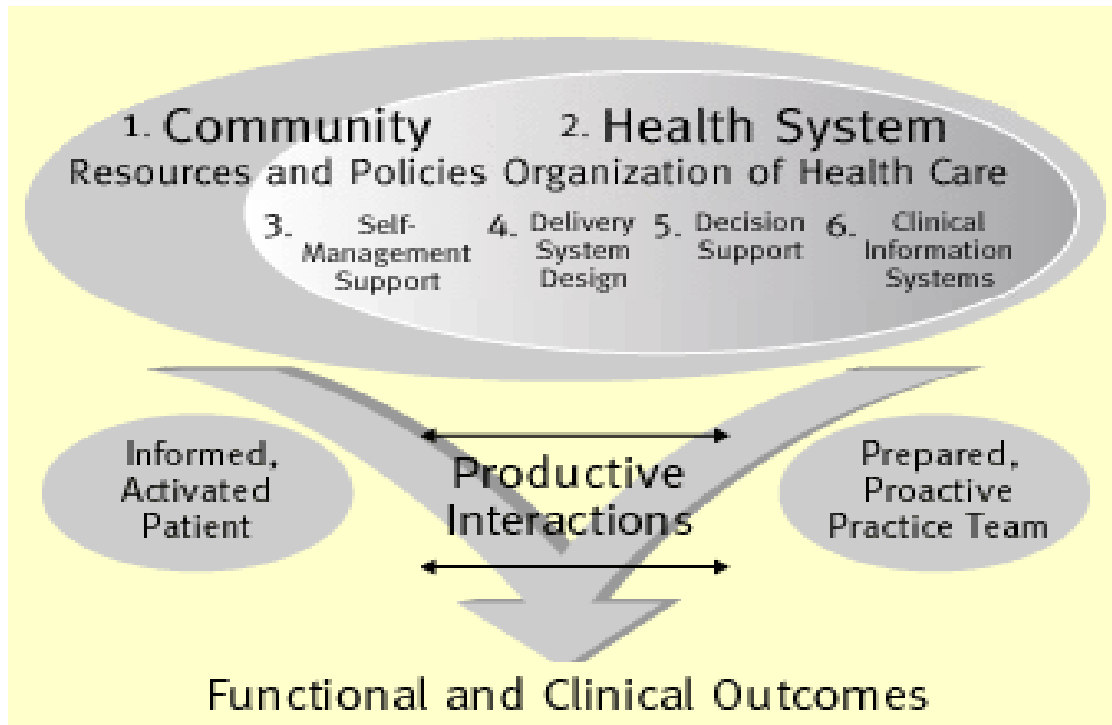 1. Community
2. Health System
Resources and Policies Organization of Health Care
3. Self-
Management
Support
4. Delivery
System
Design
5. Decision
Support
6. Clinical
Information
Systems
Informed,
Activated
Patient
Productive
Interactions
Prepared,
Proactive
Practice Team
Functional and Clinical Outcomes